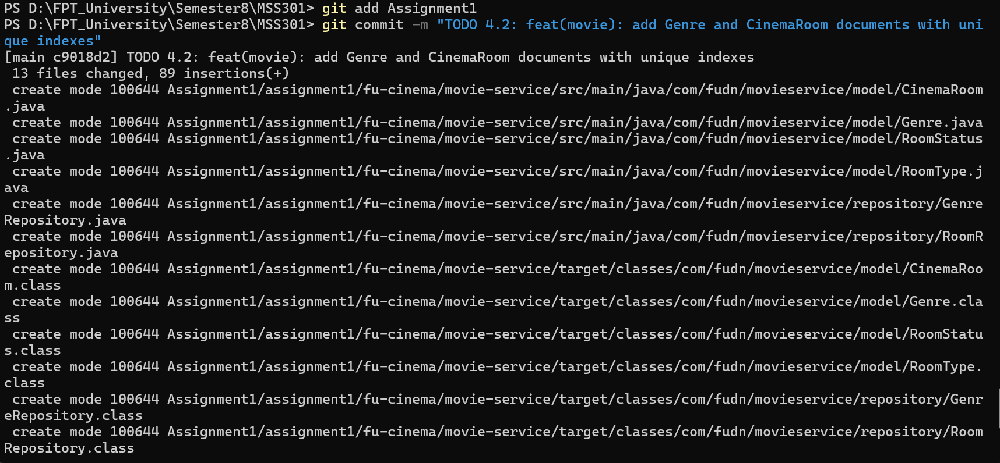 PS D:\FPT_University\Semester8\MSS301> git add Assignment1
PS D:\FPT_University\Semester8\MSS301> git commit -m "TODO 4.2: feat(movie): add Genre and CinemaRoom documents with uni
que indexes"
[main c9018d2] TODO 4.2: feat(movie): add Genre and CinemaRoom documents with unique indexes
 13 files changed, 89 insertions(+)
 create mode 100644 Assignment1/assignment1/fu-cinema/movie-service/src/main/java/com/fudn/movieservice/model/CinemaRoom
.java
 create mode 100644 Assignment1/assignment1/fu-cinema/movie-service/src/main/java/com/fudn/movieservice/model/Genre.java
 create mode 100644 Assignment1/assignment1/fu-cinema/movie-service/src/main/java/com/fudn/movieservice/model/RoomStatus
.java
 create mode 100644 Assignment1/assignment1/fu-cinema/movie-service/src/main/java/com/fudn/movieservice/model/RoomType.j
ava
 create mode 100644 Assignment1/assignment1/fu-cinema/movie-service/src/main/java/com/fudn/movieservice/repository/Genre
Repository.java
 create mode 100644 Assignment1/assignment1/fu-cinema/movie-service/src/main/java/com/fudn/movieservice/repository/RoomR
epository.java
 create mode 100644 Assignment1/assignment1/fu-cinema/movie-service/target/classes/com/fudn/movieservice/model/CinemaRoo
m.class
 create mode 100644 Assignment1/assignment1/fu-cinema/movie-service/target/classes/com/fudn/movieservice/model/Genre.cla
ss
 create mode 100644 Assignment1/assignment1/fu-cinema/movie-service/target/classes/com/fudn/movieservice/model/RoomStatu
s.class
 create mode 100644 Assignment1/assignment1/fu-cinema/movie-service/target/classes/com/fudn/movieservice/model/RoomType.
class
 create mode 100644 Assignment1/assignment1/fu-cinema/movie-service/target/classes/com/fudn/movieservice/repository/Genr
eRepository.class
 create mode 100644 Assignment1/assignment1/fu-cinema/movie-service/target/classes/com/fudn/movieservice/repository/Room
Repository.class